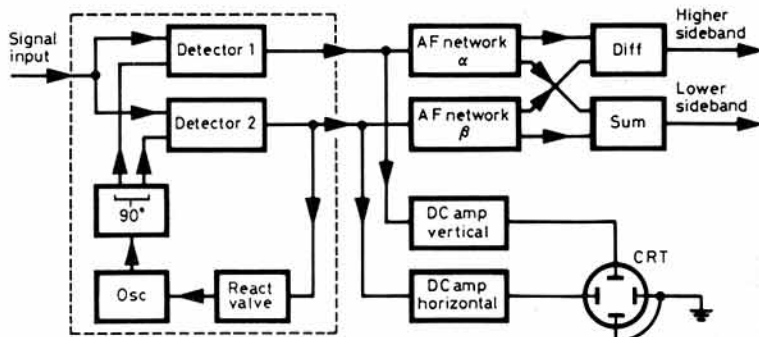 Signal
input
Detector 1
Detector 2
90°
Osc
React
valve
AF network
α
AF network
β
Diff
Sum
Higher
sideband
Lower
sideband
DC amp
vertical
DC amp
horizontal
CRT